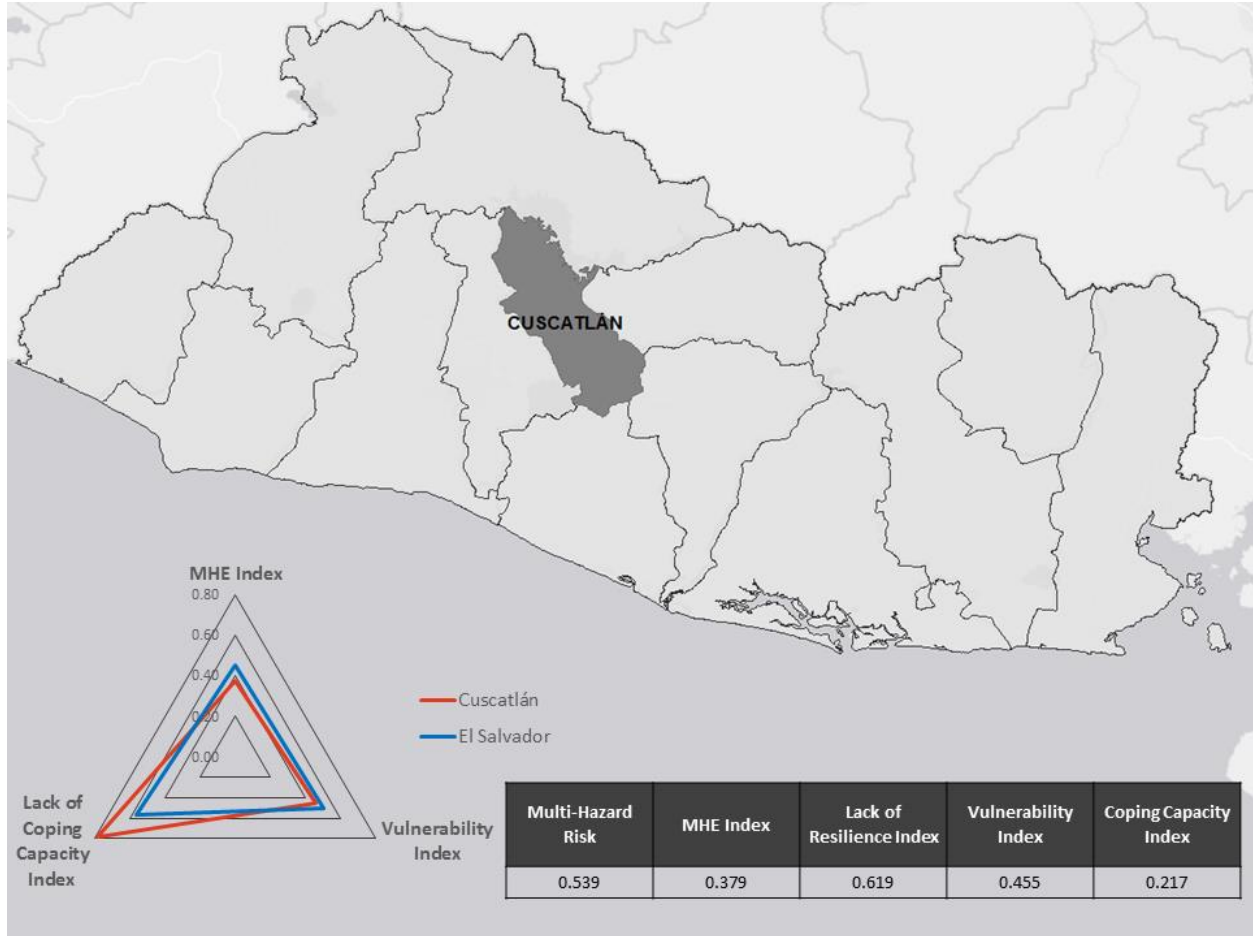 CUSCATLÁN
MHE Index
0.80
0.60
0.40
0.20
0.00
Lack of
Coping
Capacity
Index
Vulnerability
Index
Cuscatlán
El Salvador
Multi-Hazard
Risk
MHE Index
Lack of
Resilience Index
Vulnerability
Index
Coping Capacity
Index
0.539
0.379
0.619
0.455
0.217